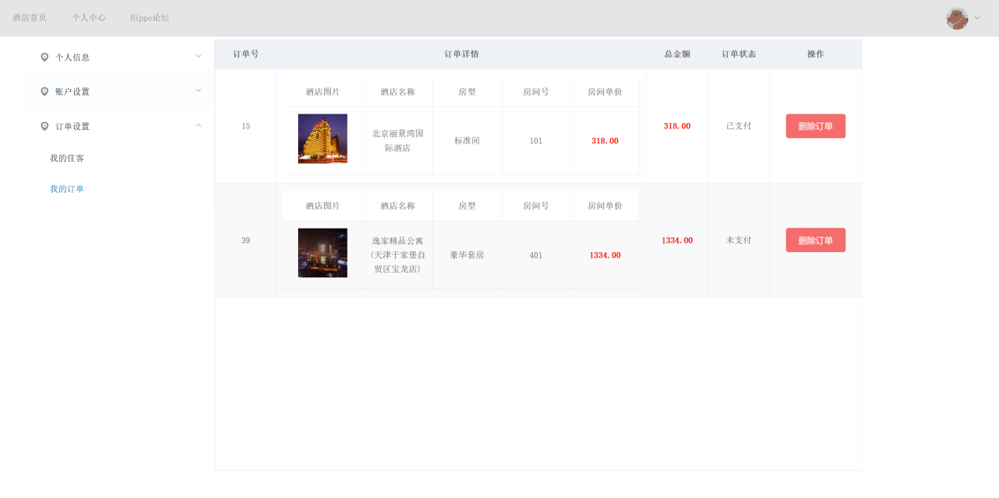 酒店首页 个人中心 Hippo论坛
个人信息
账户设置
订单设置
我的住客
我的订单
订单号 订单详情 总金额 订单状态 操作
酒店图片 酒店名称 房型 房间号 房间单价
15 北京丽景湾国 标准间 101 318.00 318.00 已支付 删除订单
际酒店
酒店图片 酒店名称 房型 房间号 房间单价
39 逸家精品公寓 豪华套房 401 1334.00 1334.00 未支付 删除订单
(天津于家堡自
贸区宝龙店)